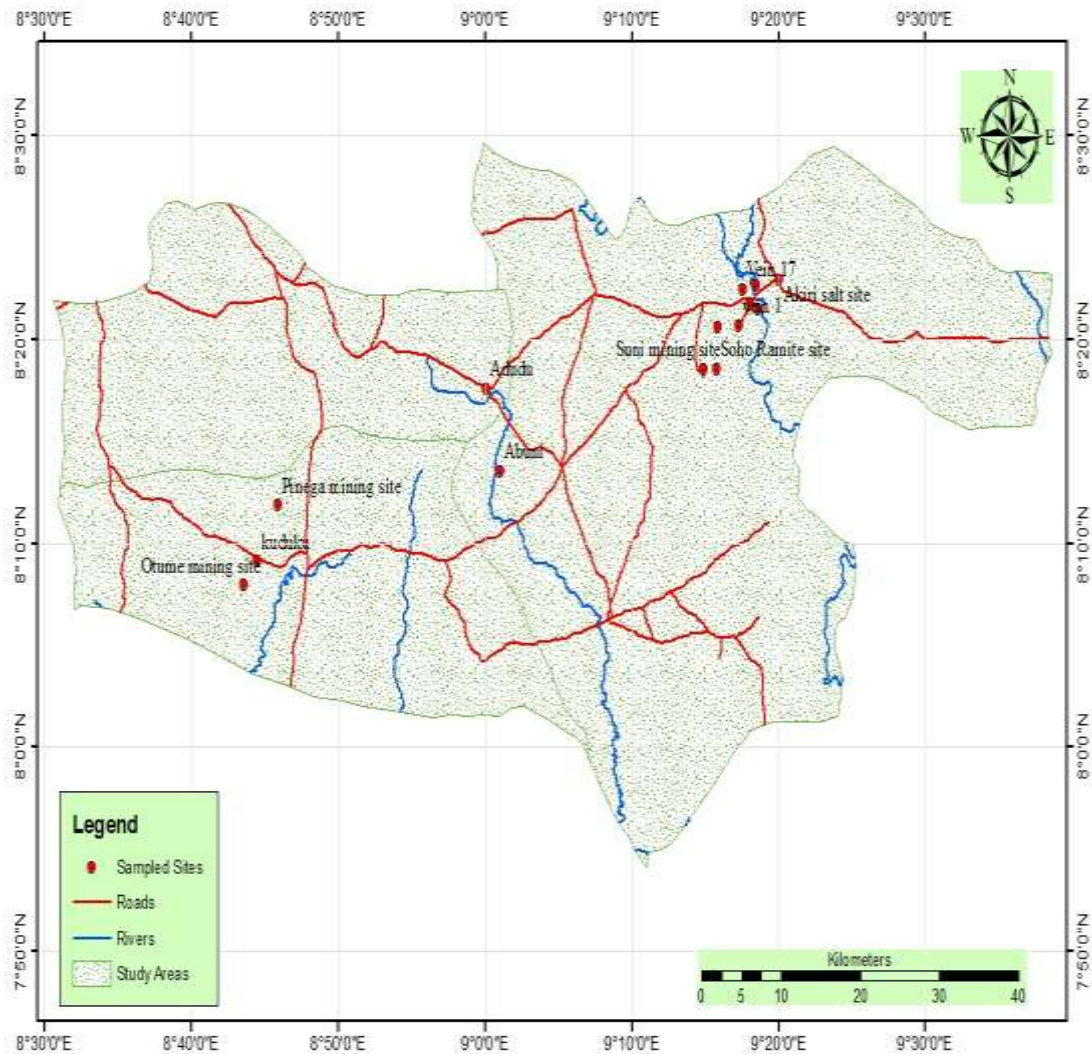 8°30'0"E 8°40'0"E 8°50'0"E 9°0'0"E 9°10'0"E 9°20'0"E 9°30'0"E
N
W E
S
8°30'0"N 8°30'0"N
Vein 17
Akiri salt site
1
8°20'0"N 8°20'0"N
Suni mining site Soho Ramite site
Adudu
Abuni
Pinega mining site
8°10'0"N 8°10'0"N
kuduku
Otume mining site
8°0'0"N 8°0'0"N
Legend
Sampled Sites
Roads
Rivers
Study Areas
7°50'0"N 7°50'0"N
Kilometers
0 5 10 20 30 40
8°30'0"E 8°40'0"E 8°50'0"E 9°0'0"E 9°10'0"E 9°20'0"E 9°30'0"E